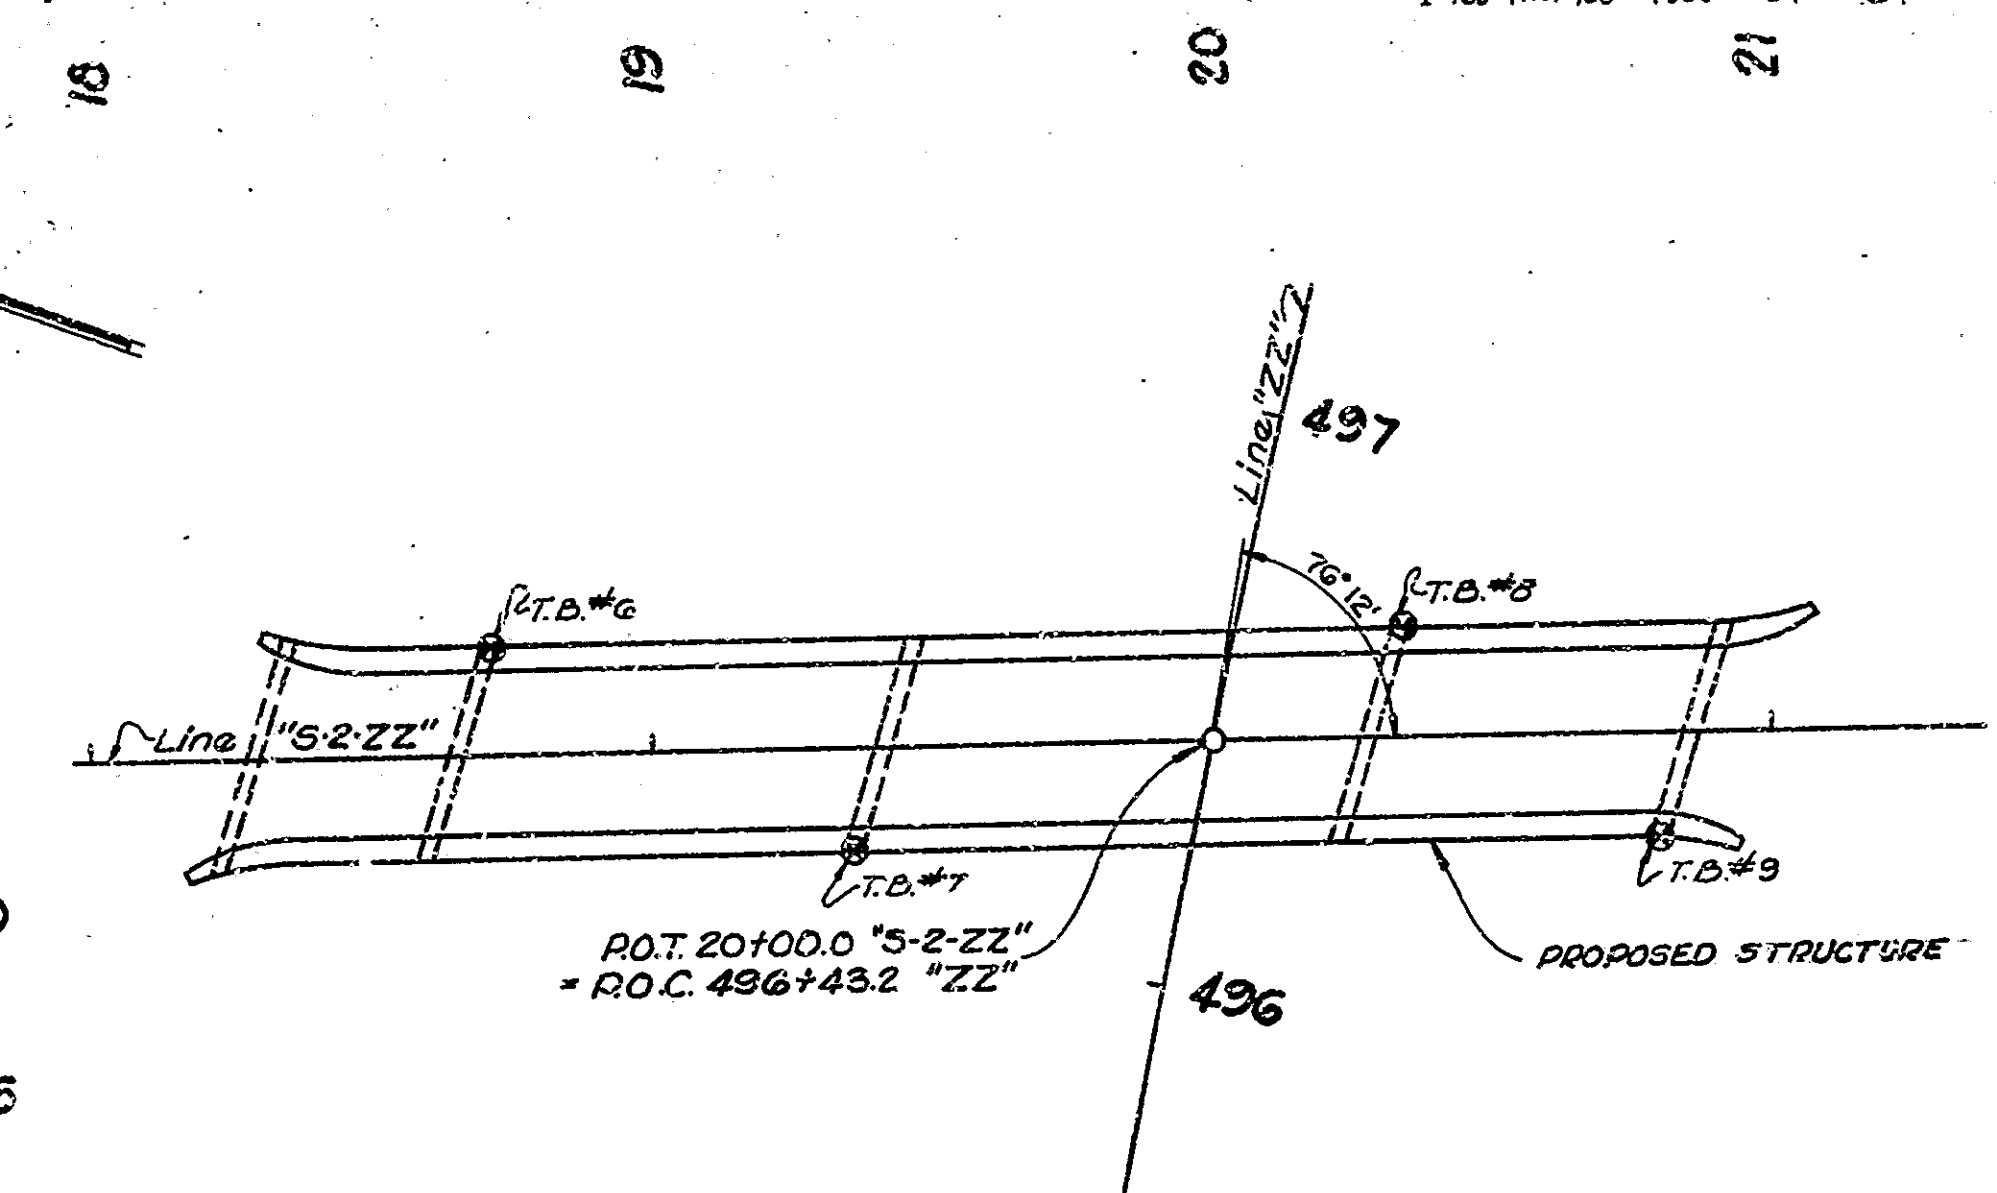 18
19
20
21
Line "ZZ"
497
76°12'
T.B.#6
T.B.#8
Line "S-2-ZZ"
T.B.#7
T.B.#9
P.O.T. 20+00.0 "S-2-ZZ"
= P.O.C. 496+43.2 "ZZ"
PROPOSED STRUCTURE
496